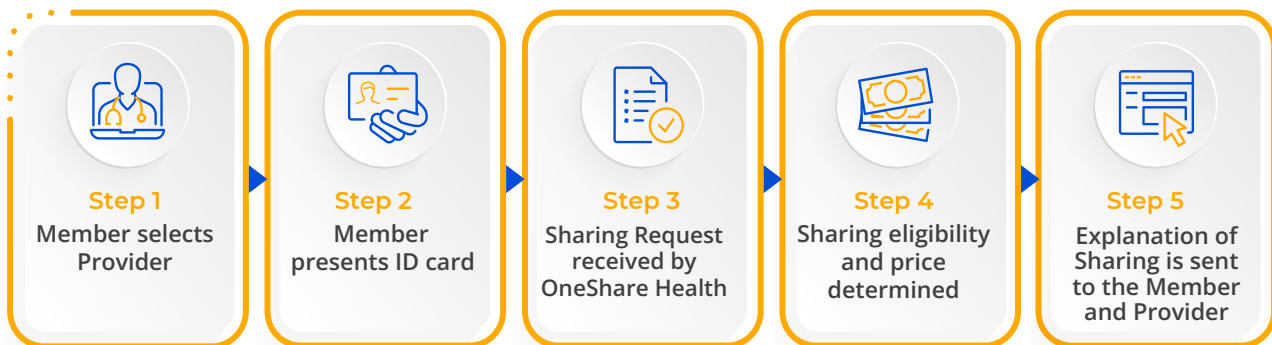 Step 1
Member selects
Provider
Step 2
Member
presents ID card
Step 3
Sharing Request
received by
OneShare Health
Step 4
Sharing eligibility
and price
determined
Step 5
Explanation of
Sharing is sent
to the Member
and Provider